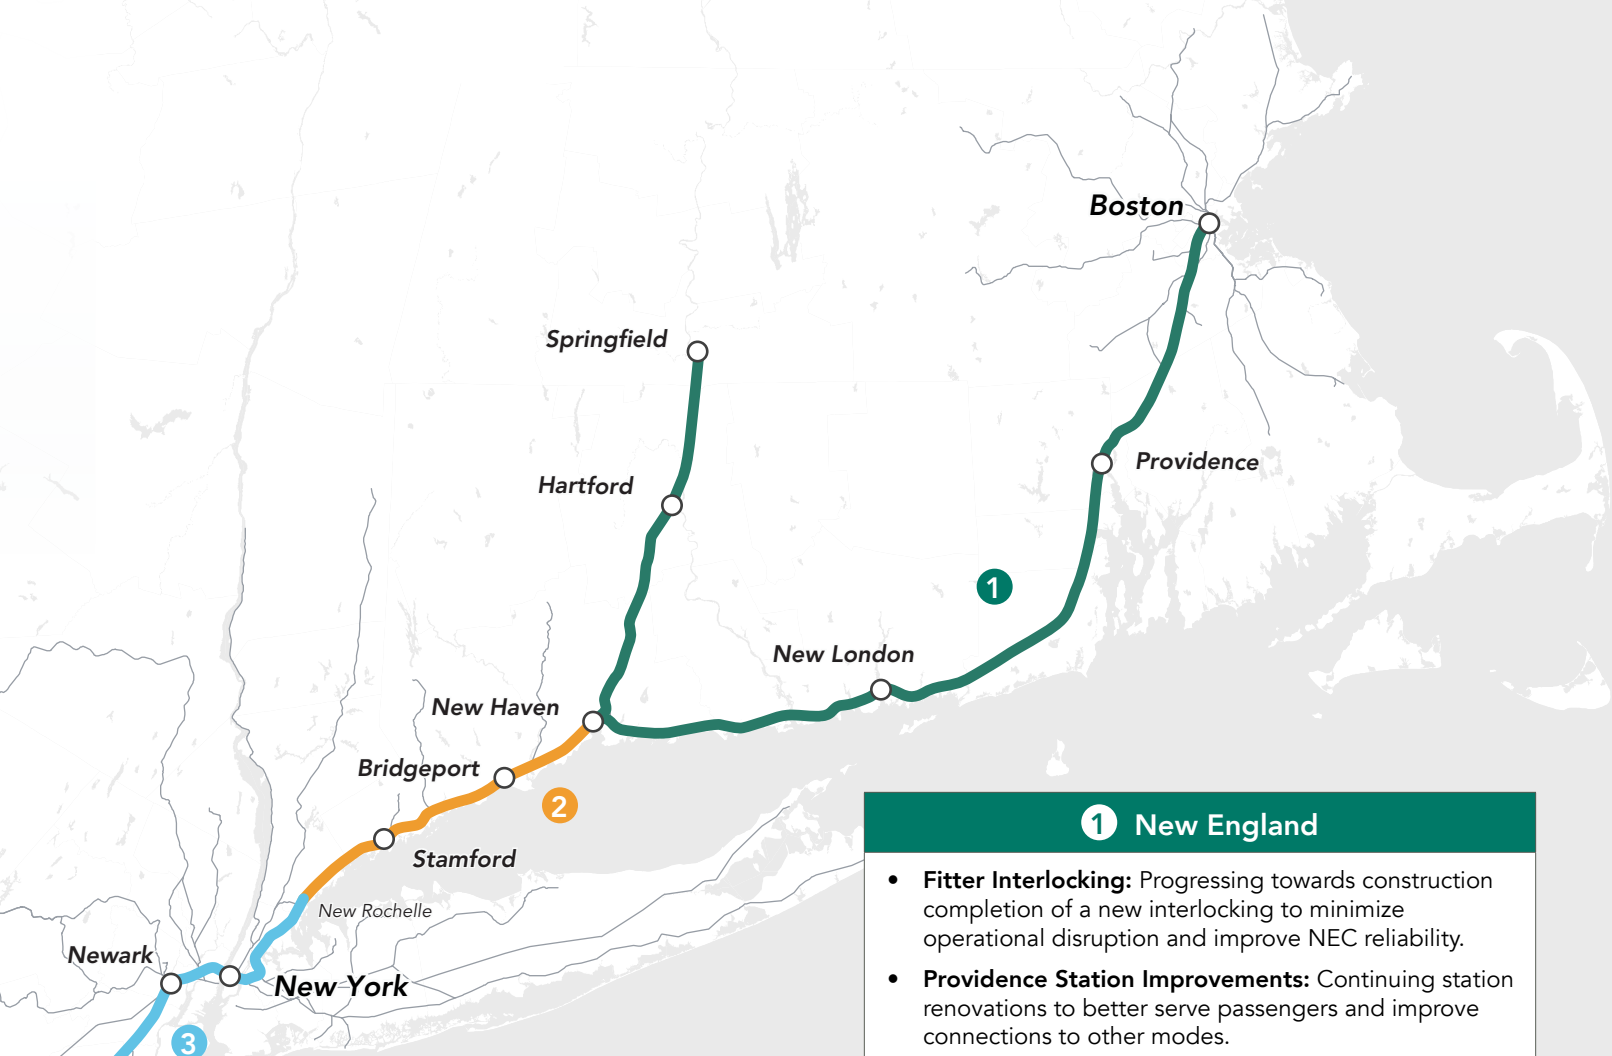 Boston
Springfield
Providence
Hartford
1
New London
New Haven
Bridgeport
2
Stamford
New Rochelle
Newark
New York
3
1 New England
• Fitter Interlocking: Progressing towards construction
completion of a new interlocking to minimize
operational disruption and improve NEC reliability.
• Providence Station Improvements: Continuing station
renovations to better serve passengers and improve
connections to other modes.